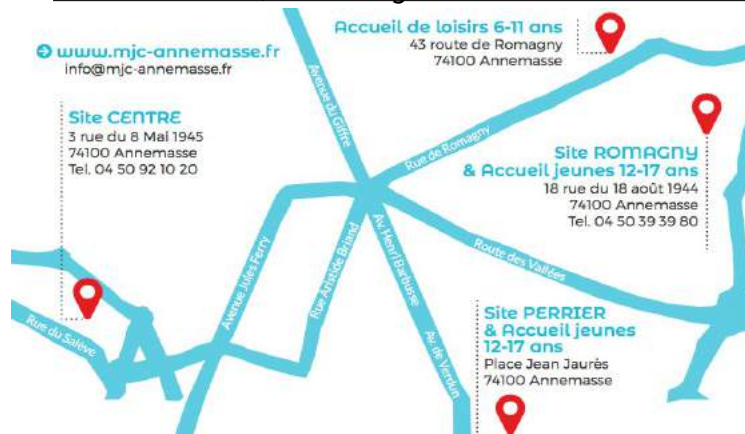 www.mjc-annemasse.fr
info@mjc-annemasse.fr
Accueil de loisirs 6-11 ans
43 route de Romagny
74100 Annemasse
Site CENTRE
3 rue du 8 Mai 1945
74100 Annemasse
Tel. 04 50 92 10 20
Avenue du Giffre
Rue de Romagny
Site ROMAGNY
& Accueil jeunes 12-17 ans
18 rue du 18 août 1944
74100 Annemasse
Tel. 04 50 39 39 80
Avenue Jules Ferry
Rue Aristide Briand
Av. Henri Barbusse
Route des Vallées
Rue du Salève
Av. de Verdun
Site PERRIER
& Accueil jeunes
12-17 ans
Place Jean Jaurès
74100 Annemasse